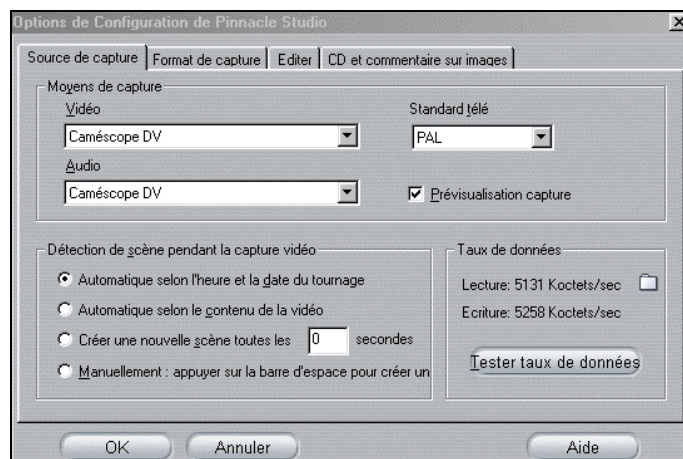 Options de Configuration de Pinnacle Studio
Source de capture
Format de capture
Editer
CD et commentaire sur images
Moyens de capture
Vidéo
Standard télé
Caméscope DV
PAL
Audio
Caméscope DV
Prévisualisation capture
Détection de scène pendant la capture vidéo
Taux de données
Automatique selon l'heure et la date du tournage
Lecture: 5131 Koctets/sec
Automatique selon le contenu de la vidéo
Ecriture: 5258 Koctets/sec
Créer une nouvelle scène toutes les 0 secondes
Tester taux de données
Manuellement : appuyer sur la barre d'espace pour créer un
OK
Annuler
Aide